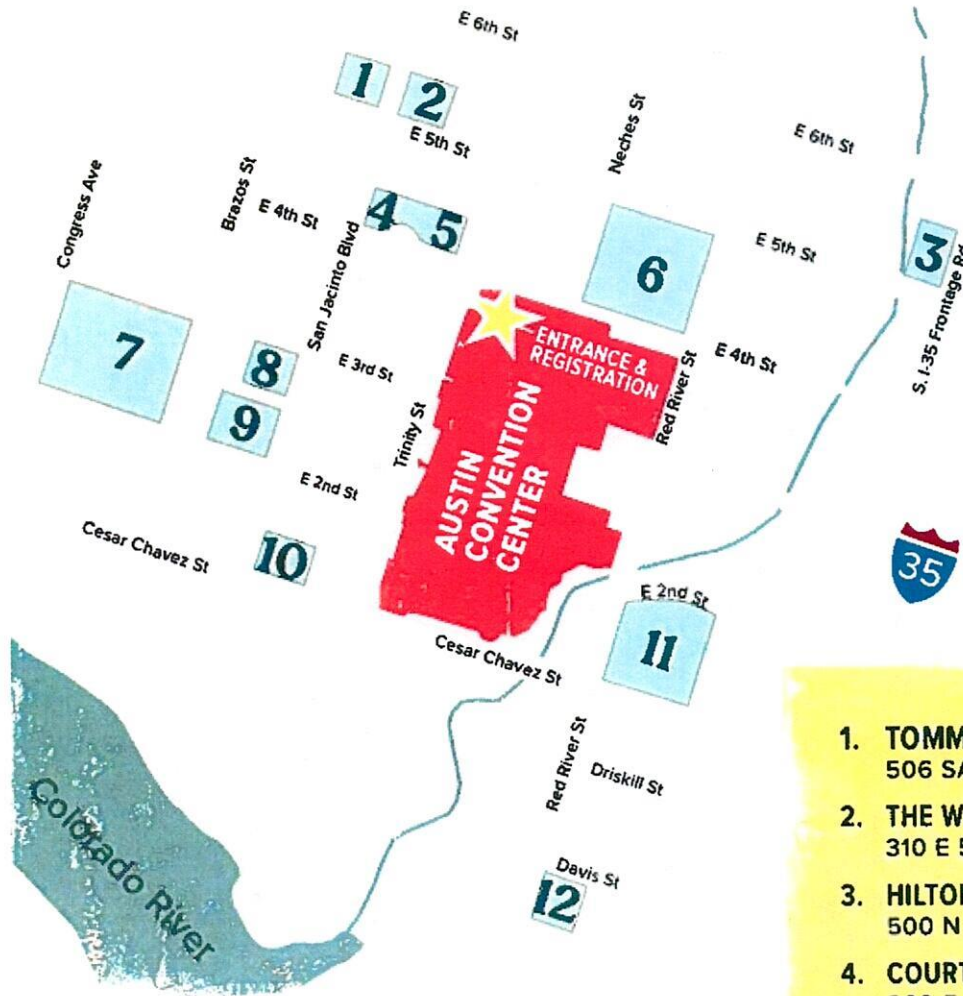 E 6th St
1
2
E 5th St
Neches St
E 6th St
Congress Ave
Brazos St
E 4th St
San Jacinto Blvd
4
5
6
E 5th St
3
S. I-35 Frontage Rd
7
8
9
E 3rd St
Trinity St
ENTRANCE &
REGISTRATION
Red River St
E 4th St
AUSTIN
CONVENTION
CENTER
E 2nd St
Cesar Chavez St
10
35
E 2nd St
11
Cesar Chavez St
Red River St
Driskill St
Davis St
12
Colorado River
1. TOMM
506 SA
2. THE W
310 E 5
3. HILTO
500 N
4. COURT